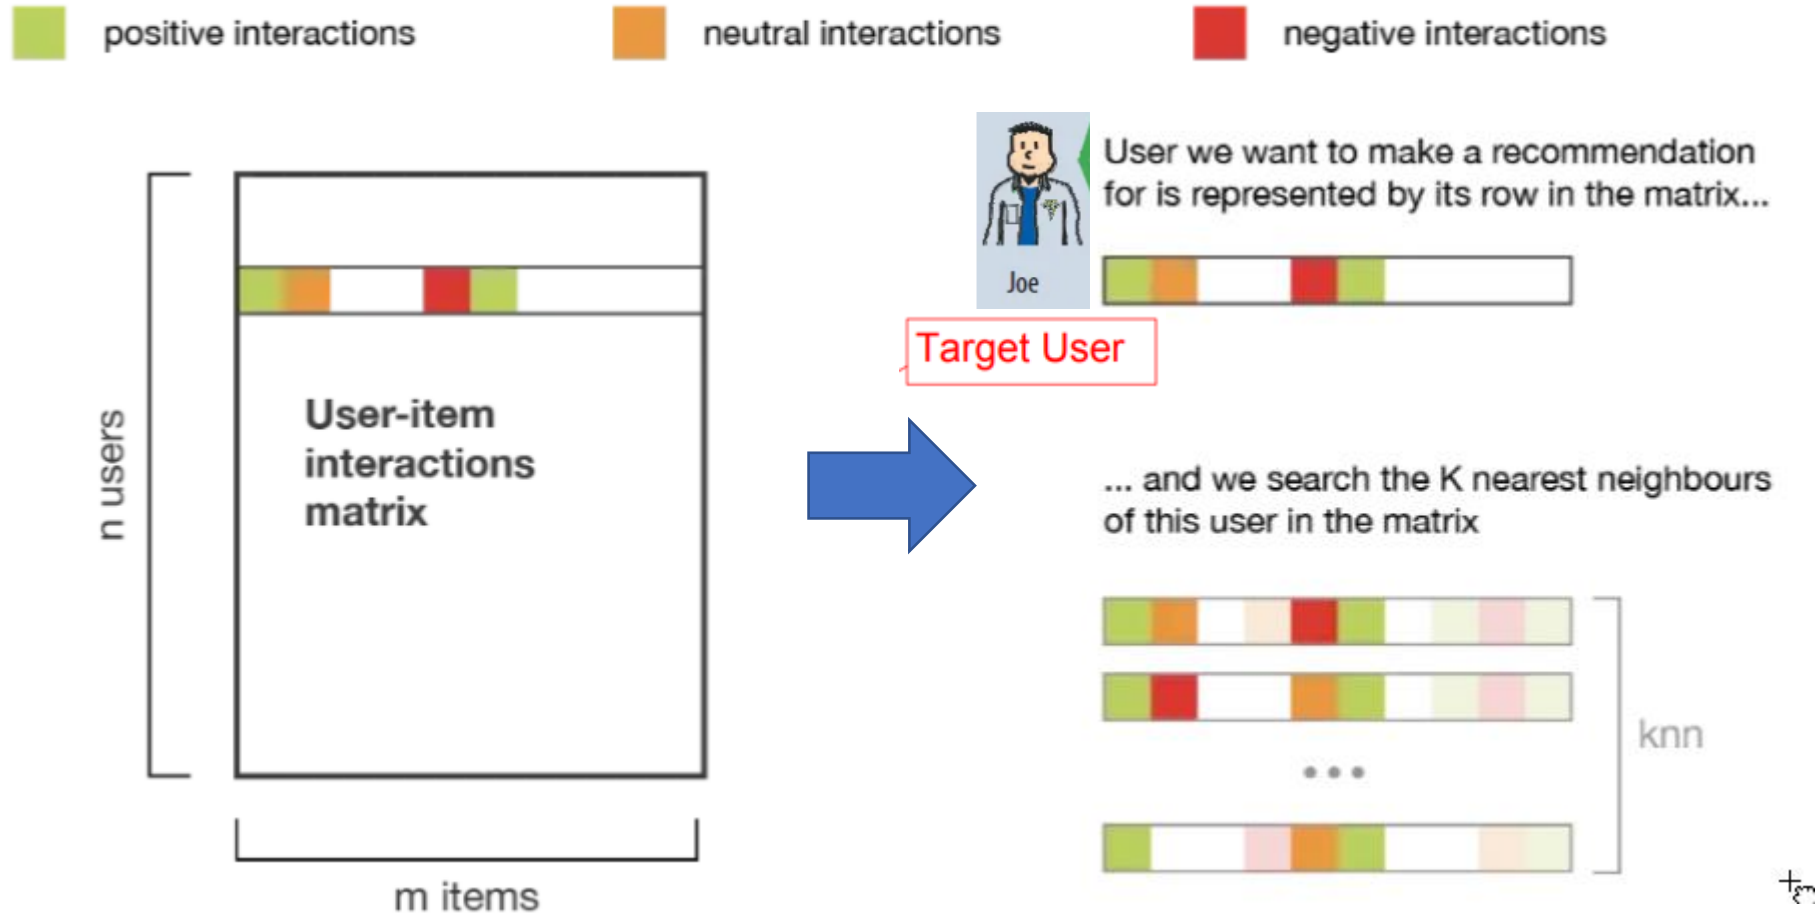 positive interactions
neutral interactions
negative interactions
n users
User-item
interactions
matrix
m items
Joe
Target User
User we want to make a recommendation
for is represented by its row in the matrix...
... and we search the K nearest neighbours
of this user in the matrix
knn